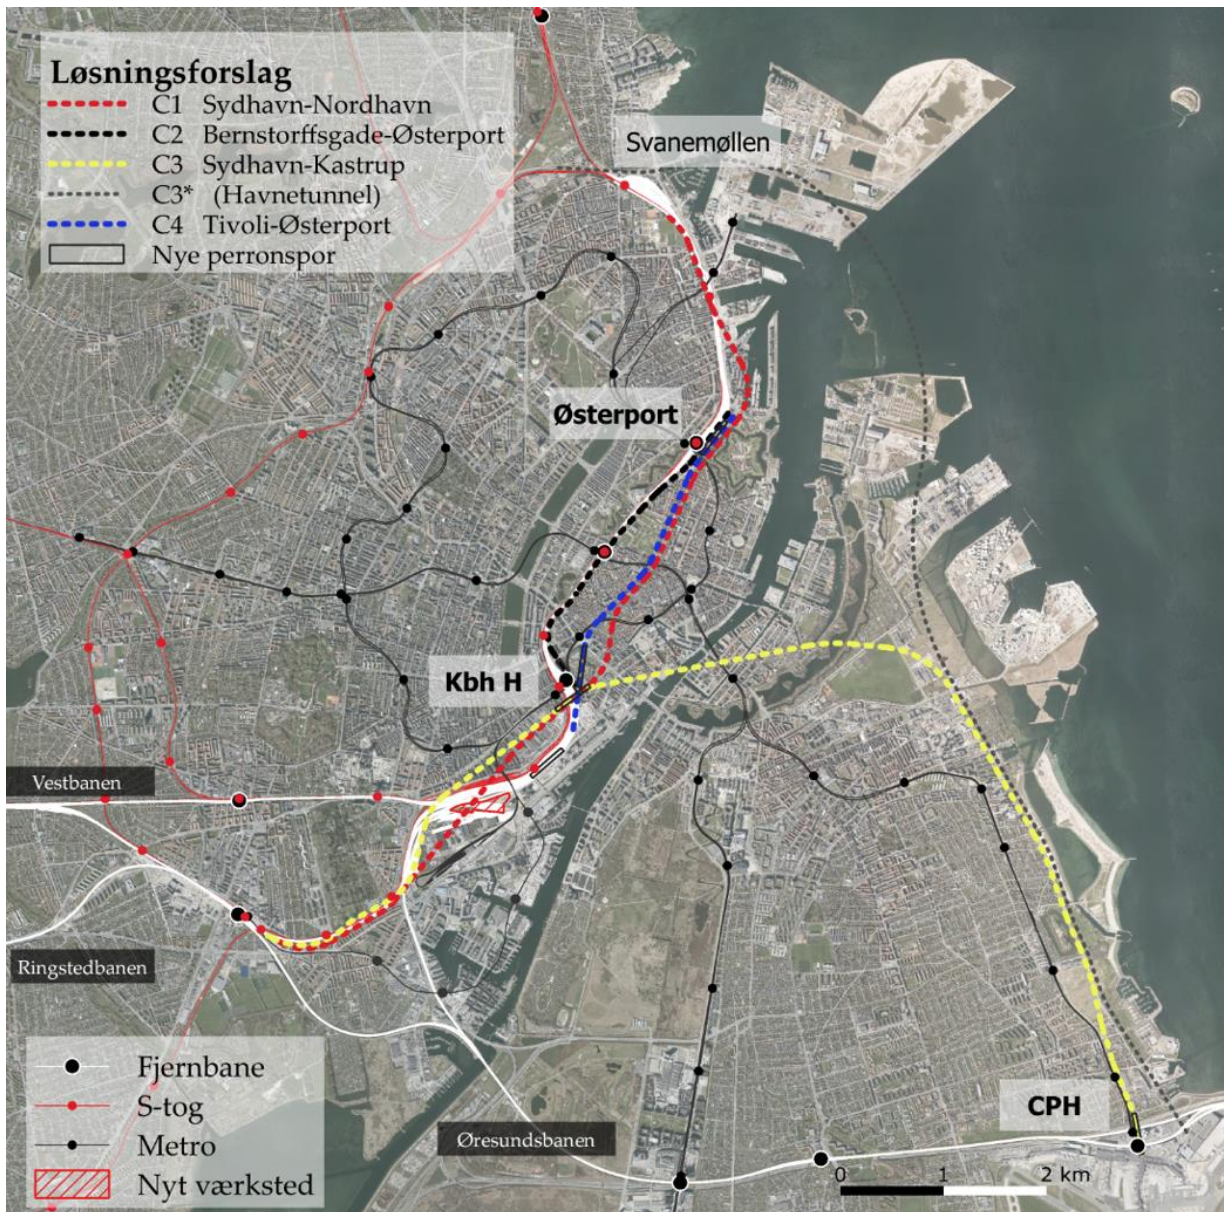 Løsningsforslag
C1 Sydhavn-Nordhavn
C2 Bernstorffsgade-Østerport
C3 Sydhavn-Kastrup
C3* (Havnetunnel)
C4 Tivoli-Østerport
Nye perronspor
Svanemøllen
Østerport
Kbh H
Vestbanen
Ringstedbanen
Fjernbane
S-tog
Metro
Nyt værksted
Øresundsbanen
CPH
0 1 2 km